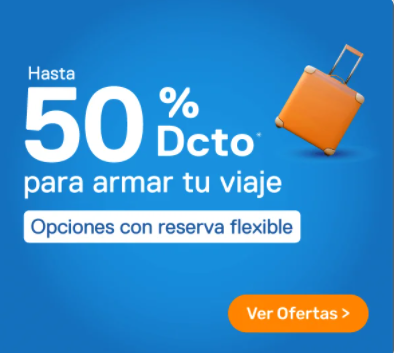 Hasta
50 % Dcto*
para armar tu viaje
Opciones con reserva flexible
Ver Ofertas >